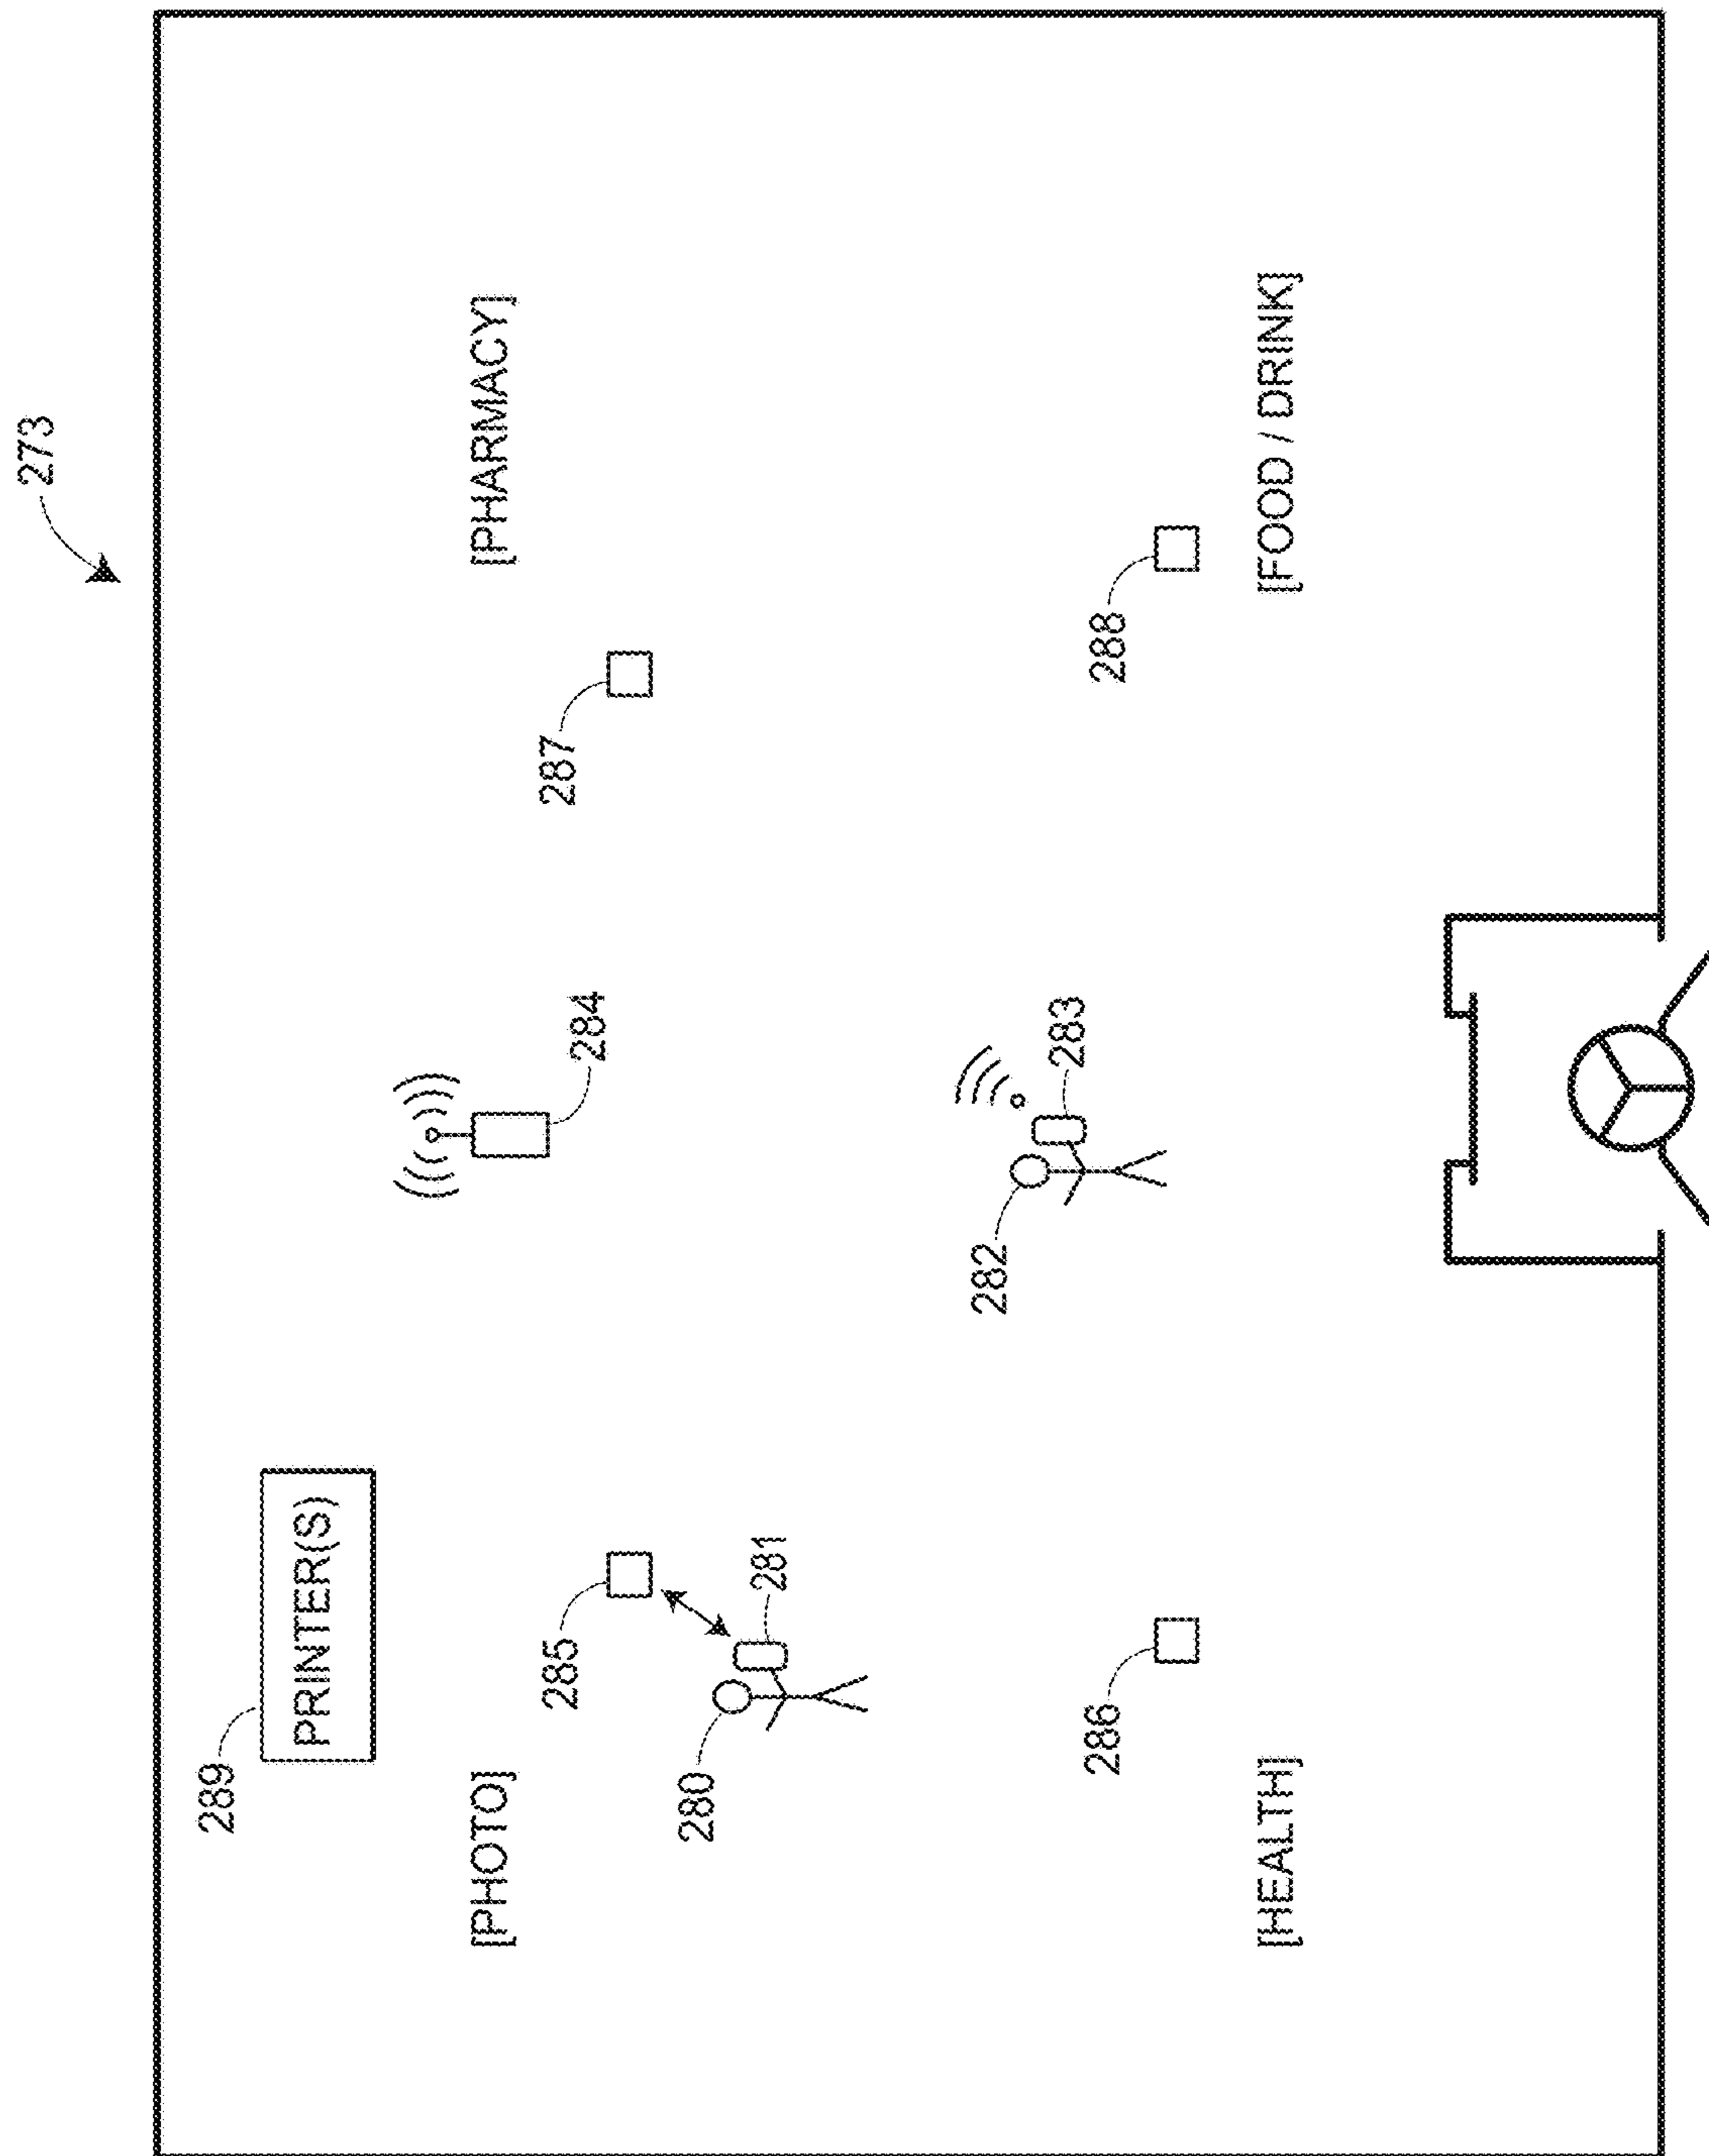 273
289
PRINTER(S)
[PHOTO]
[PHARMACY]
285
287
284
280
281
282
283
286
288
[HEALTH]
[FOOD / DRINK]